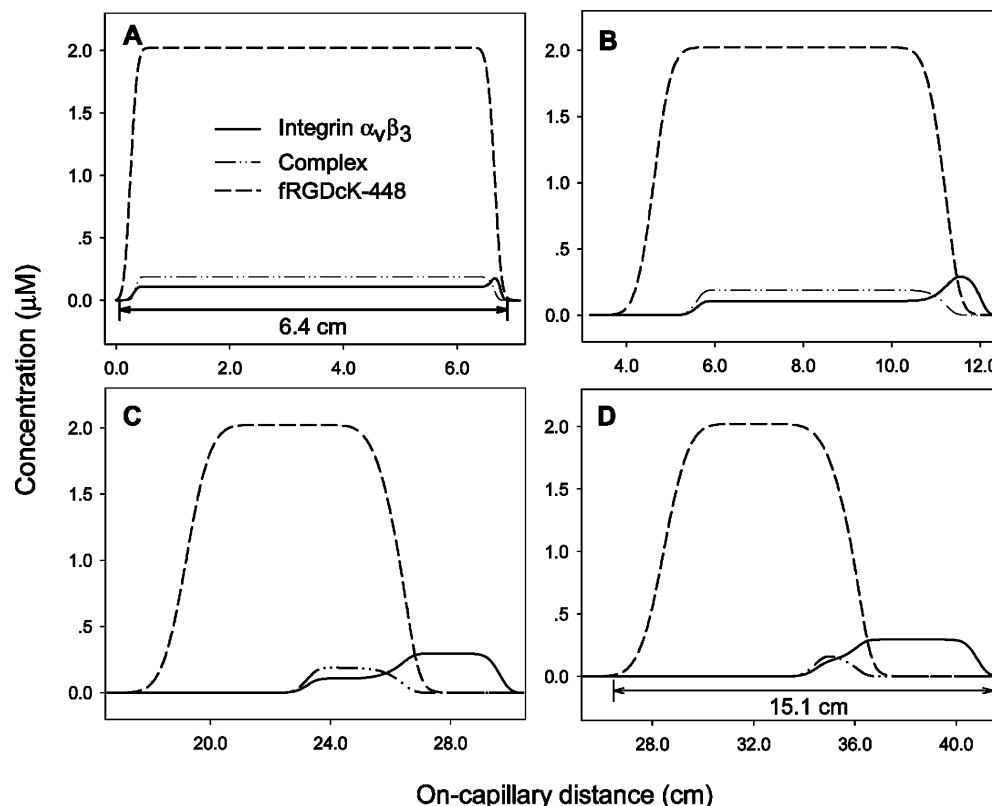 A
2.0
1.5
1.0
.5
0.0
Integrin αvβ3
Complex
fRGDcK-448
6.4 cm
0.0 2.0 4.0 6.0
B
2.0
1.5
1.0
.5
0.0
4.0 6.0 8.0 10.0 12.0
C
2.0
1.5
1.0
.5
0.0
20.0 24.0 28.0
D
2.0
1.5
1.0
.5
0.0
15.1 cm
28.0 32.0 36.0 40.0
Concentration (μM)
On-capillary distance (cm)